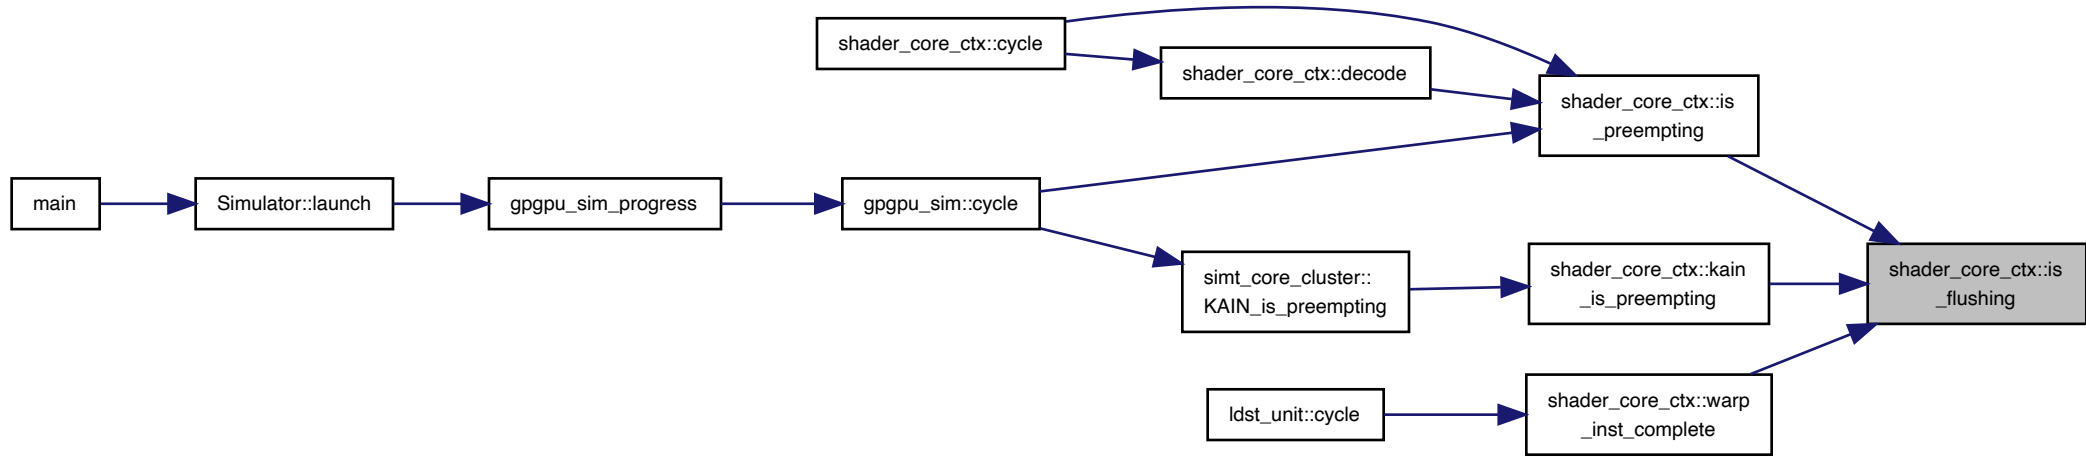 shader_core_ctx::cycle
shader_core_ctx::decode
shader_core_ctx::is
_preempting
main
Simulator::launch
gpgpu_sim_progress
gpgpu_sim::cycle
simt_core_cluster::
KAIN_is_preempting
shader_core_ctx::kain
_is_preempting
shader_core_ctx::is
_flushing
ldst_unit::cycle
shader_core_ctx::warp
_inst_complete